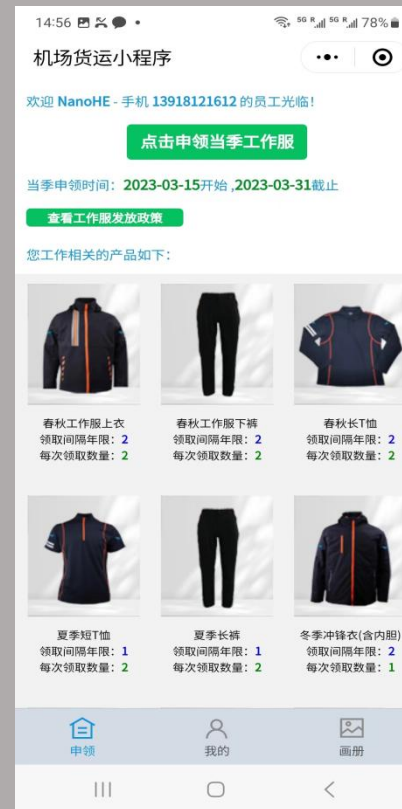 14:56 5G R 5G R 78%
机场货运小程序
欢迎 NanoHE - 手机 13918121612 的员工光临!
点击申领当季工作服
当季申领时间：2023-03-15开始 ,2023-03-31截止
查看工作服发放政策
您工作相关的产品如下：
春秋工作服上衣 春秋工作服下裤 春秋长T恤
领取间隔年限：2 领取间隔年限：2 领取间隔年限：2
每次领取数量：2 每次领取数量：2 每次领取数量：2
夏季短T恤 夏季长裤 冬季冲锋衣(含内胆)
领取间隔年限：1 领取间隔年限：1 领取间隔年限：2
每次领取数量：2 每次领取数量：2 每次领取数量：1
申领 我的 画册